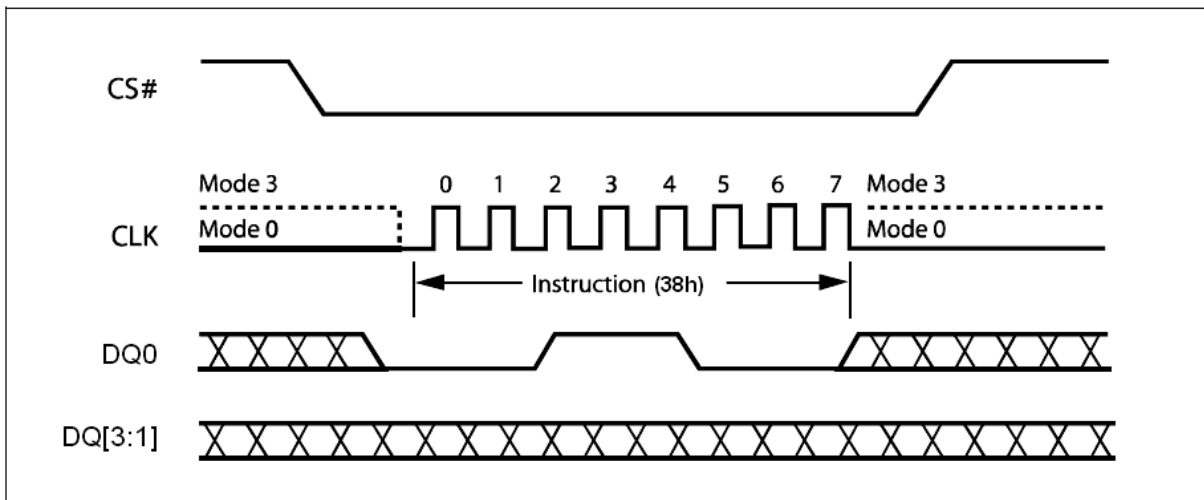 CS#
Mode 3 0 1 2 3 4 5 6 7 Mode 3
CLK Mode 0 Mode 0
Instruction (38h)
DQ0
DQ[3:1]